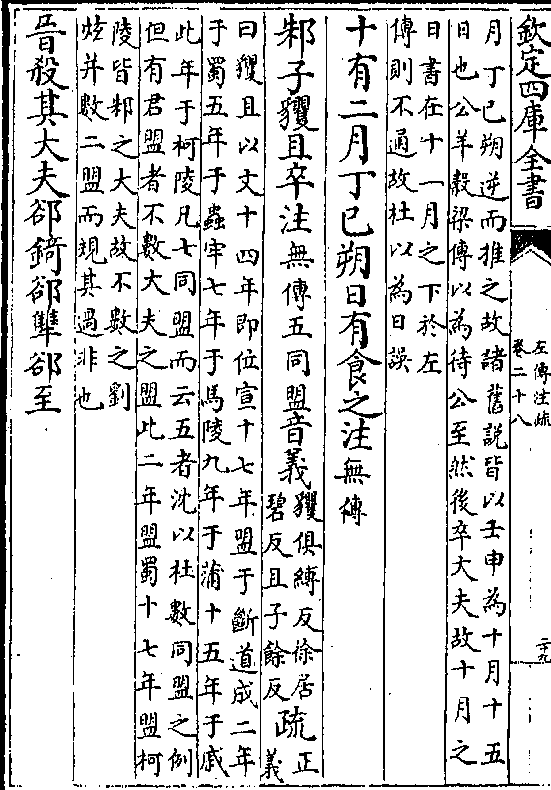 欽定四庫全書
左傳注疏
卷二十八
二十九
月丁巳朔逆而推之故諸舊說皆以壬申為十月十五
日也公羊穀梁傳以為待公至然後卒大夫故十月之
日書在十一月之下於左
傳則不通故杜以為日誤
十有二月丁巳朔日有食之注無傳
邾子貜且卒注無傳五同盟音義貜俱縛反徐居
碧反且子餘反疏正
義
曰貜且以文十四年即位宣十七年盟于斷道成二年
于蜀五年于蟲牢七年于馬陵九年于蒲十五年于戚
此年于柯陵凡七同盟而云五者沈以杜數同盟之例
但有君盟者不數大夫之盟此二年盟蜀十七年盟柯
陵皆邾之大夫故不數之劉
炫并數二盟而規其過非也
晉殺其大夫郤錡郤犨郤至